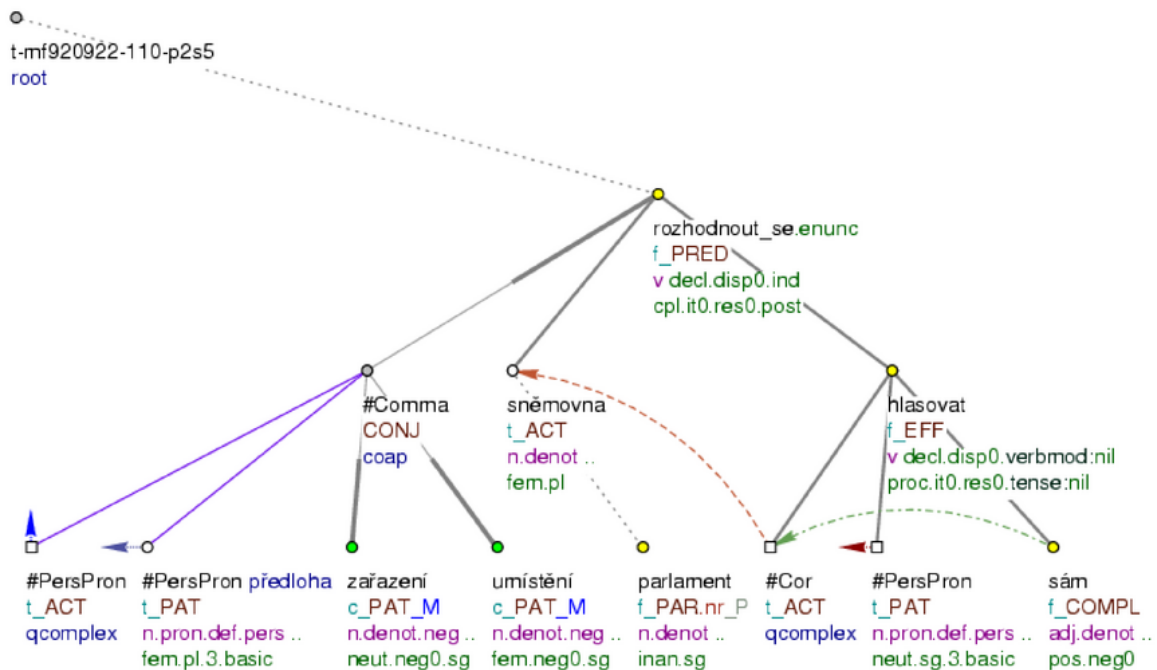 t-mf920922-110-p2s5
root
rozhodnout_se.enunc
f_PRED
v decl.disp0.ind
cpl.it0.res0.post
#Comma
CONJ
coap
sněmovna
t_ACT
n.denot ..
fem.pl
hlasovat
f_EFF
v decl.disp0.verbmod:nil
proc.it0.res0.tense:nil
#PersPron
t_ACT
qcomplex
#PersPron předloha
t_PAT
n.pron.def.pers ..
fem.pl.3.basic
zařazení
c_PAT_M
n.denot.neg ..
neut.neg0.sg
umístění
c_PAT_M
n.denot.neg ..
fem.neg0.sg
parlament
f_PAR.nr_P
n.denot ..
inan.sg
#Cor
t_ACT
qcomplex
#PersPron
t_PAT
n.pron.def.pers ..
neut.sg.3.basic
sám
f_COMPL
adj.denot ..
pos.neg0